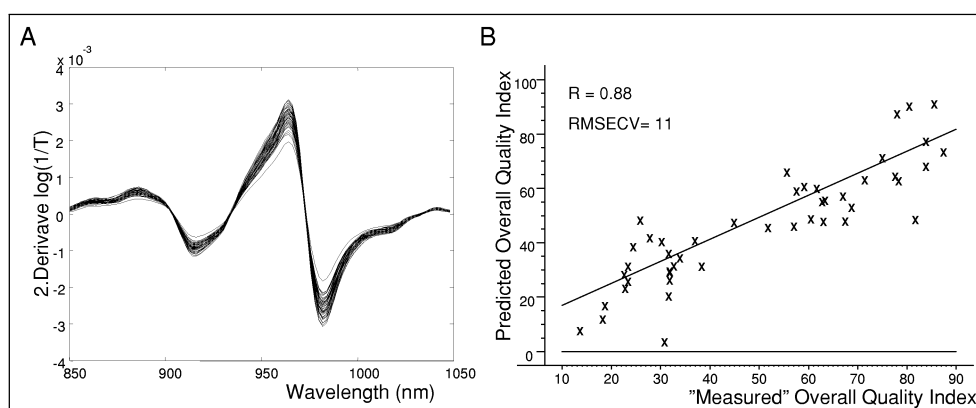 A
x 10 -3
4
3
2
1
0
-1
-2
-3
-4
2.Derivave log(1/T)
850 900 950 1000 1050
Wavelength (nm)
B
R = 0.88
RMSECV= 11
100
80
60
40
20
0
Predicted Overall Quality Index
10 20 30 40 50 60 70 80 90
"Measured" Overall Quality Index